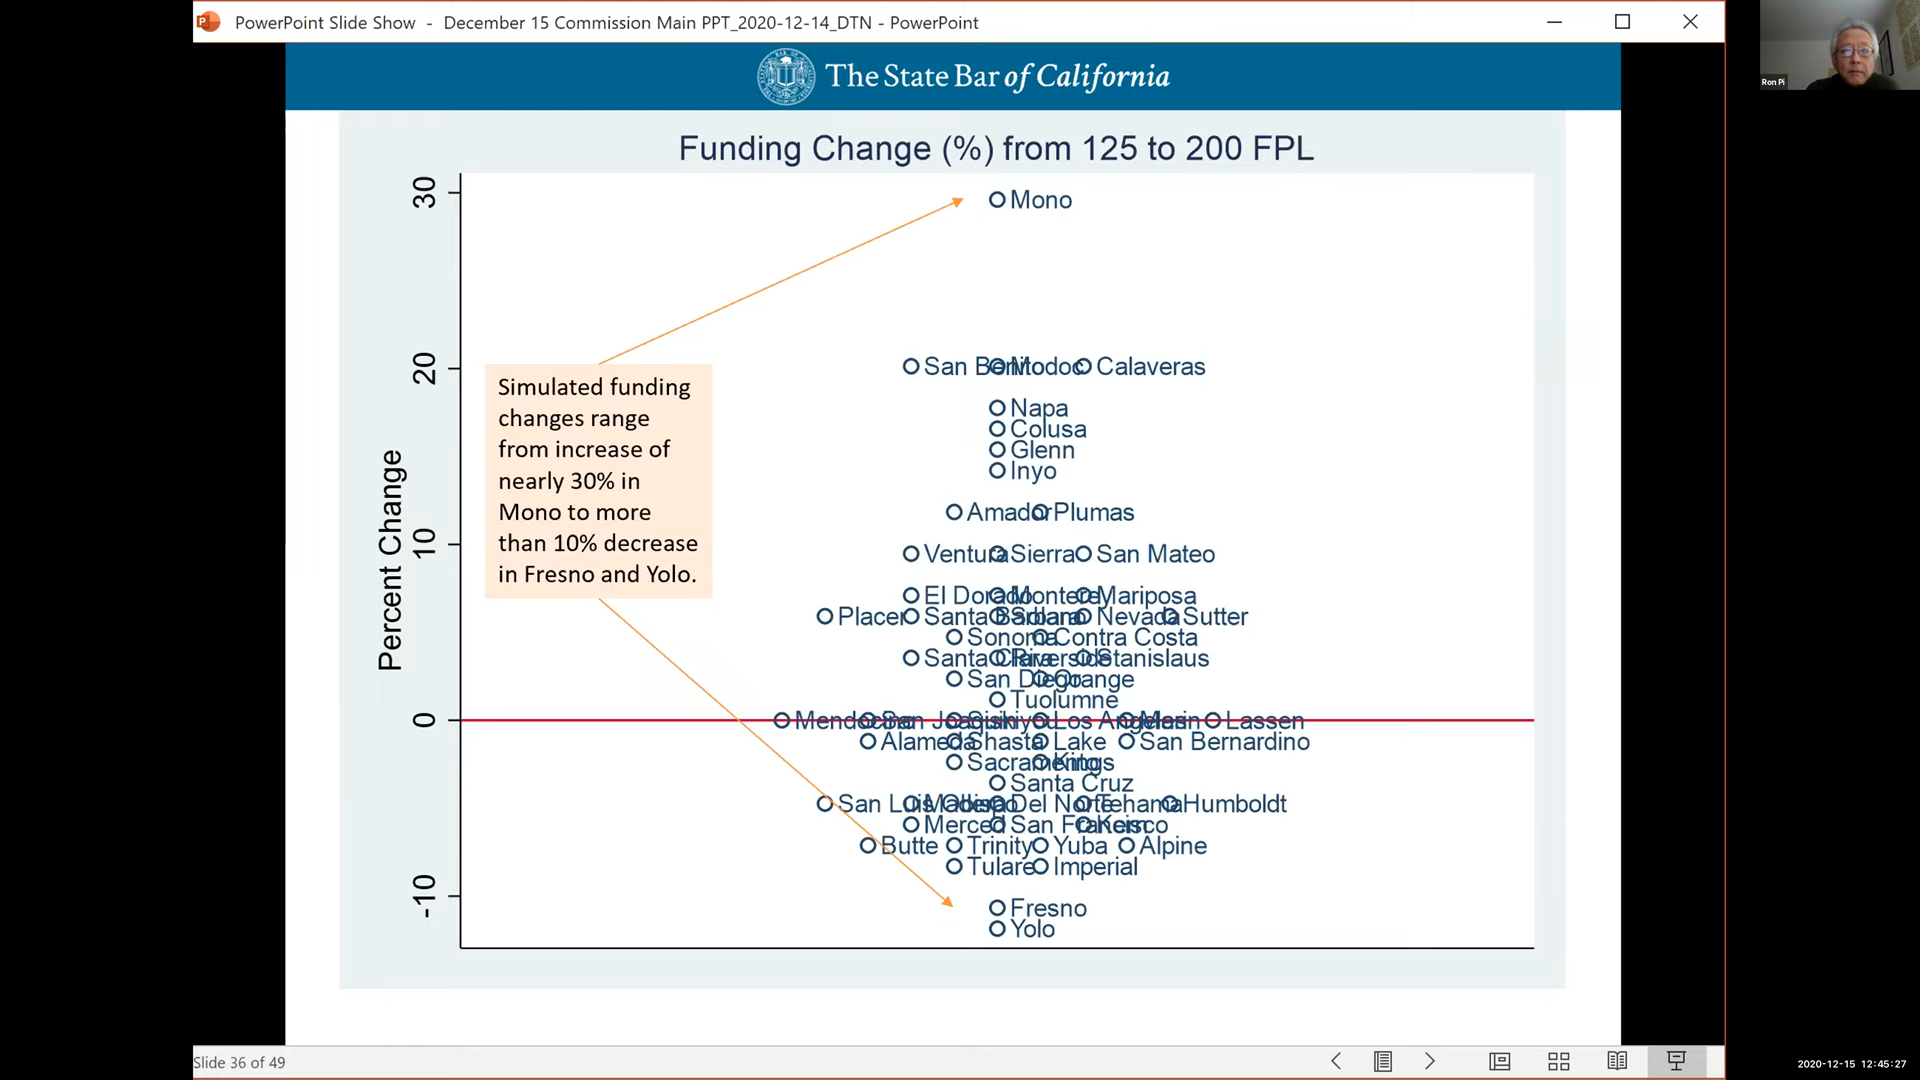 PowerPoint Slide Show - December 15 Commission Main PPT_2020-12-14_DTN - PowerPoint
Ron Pi
The State Bar of California
Funding Change (%) from 125 to 200 FPL
Percent Change
30
20
10
0
-10
Simulated funding
changes range
from increase of
nearly 30% in
Mono to more
than 10% decrease
in Fresno and Yolo.
Mono
San Benito Modoc Calaveras
Napa
Colusa
Glenn
Inyo
Amador Plumas
Ventura Sierra San Mateo
El Dorado Monterey Mariposa
Placer Santa Barbara Solano Nevada Sutter
Sonoma Contra Costa
Santa Clara Riverside Stanislaus
San Diego Orange
Tuolumne
Mendocino San Joaquin Siskiyou Los Angeles Marin Lassen
Alameda Shasta Lake San Bernardino
Sacramento Kings
Santa Cruz
San Luis Obispo Madera Del Norte Tehama Humboldt
Merced San Francisco Kern
Butte Trinity Yuba Alpine
Tulare Imperial
Fresno
Yolo
Slide 36 of 49
2020-12-15 12:45:27